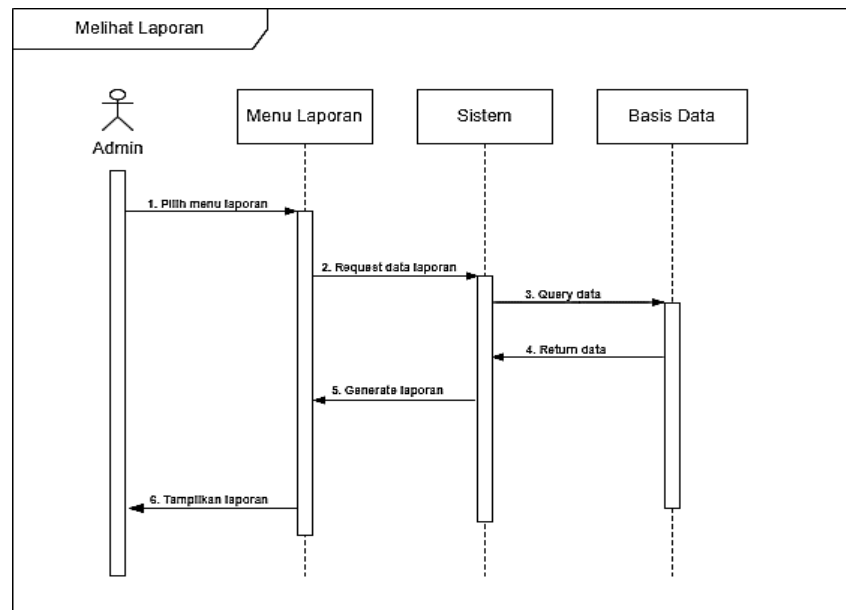 Melihat Laporan
Admin
Menu Laporan
Sistem
Basis Data
1. Pilih menu laporan
2. Request data laporan
3. Query data
4. Return data
5. Generate laporan
6. Tampilkan laporan